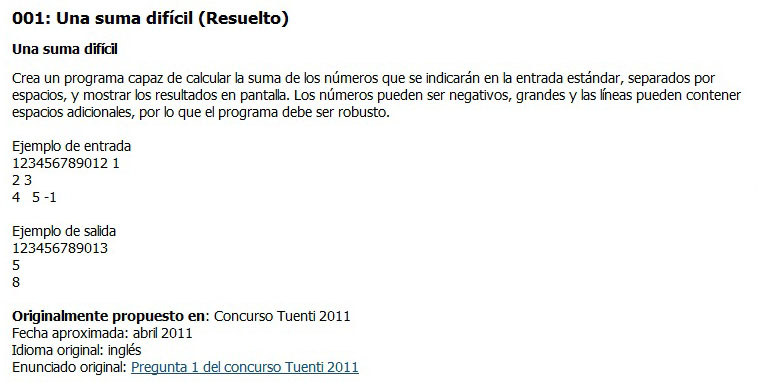 001: Una suma difícil (Resuelto)
Una suma difícil
Crea un programa capaz de calcular la suma de los números que se indicarán en la entrada estándar, separados por
espacios, y mostrar los resultados en pantalla. Los números pueden ser negativos, grandes y las líneas pueden contener
espacios adicionales, por lo que el programa debe ser robusto.
Ejemplo de entrada
123456789012 1
2 3
4   5 -1
Ejemplo de salida
123456789013
5
8
Originalmente propuesto en: Concurso Tuenti 2011
Fecha aproximada: abril 2011
Idioma original: inglés
Enunciado original: Pregunta 1 del concurso Tuenti 2011